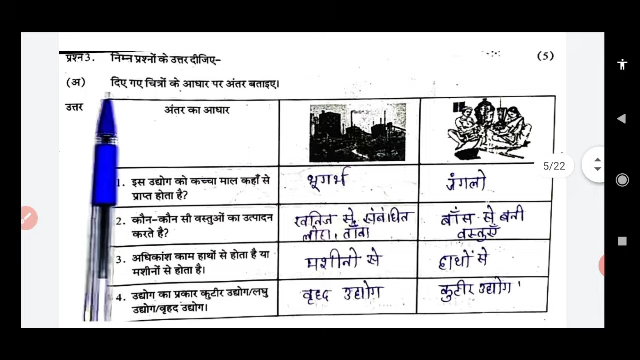 प्रश्न3. निम्न प्रश्नों के उत्तर दीजिए– (5)
(अ) दिए गए चित्रों के आधार पर अंतर बताइए।
उत्तर अंतर का आधार
1. इस उद्योग को कच्चा माल कहाँ से भूगर्भ जंगलो
प्राप्त होता है?
2. कौन-कौन सी वस्तुओं का उत्पादन खनिज से संबंधित बाँस से बनी
करते है? लोहा, ताँबा वस्तुएँ
3. अधिकांश काम हाथों से होता है या मशीनो से हाथों से
मशीनों से होता है।
4. उद्योग का प्रकार कुटीर उद्योग/लघु वृहद उद्योग कुटीर उद्योग
उद्योग/वृहद उद्योग।
5/22